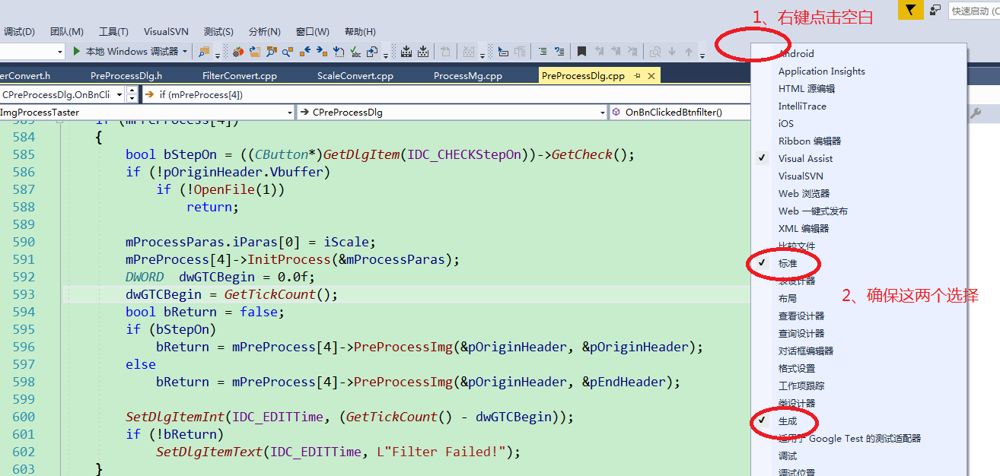 1、右键点击空白
快速启动 (C
调试(D) 团队(M) 工具(T) VisualSVN 测试(S) 分析(N) 窗口(W) 帮助(H)
本地 Windows 调试器
erConvert.h PreProcessDlg.h FilterConvert.cpp ScaleConvert.cpp ProcessMg.cpp PreProcessDlg.cpp
CPreProcessDlg.OnBnCli if (mPreProcess[4])
ImgProcessTaster CPreProcessDlg OnBnClickedBtnfilter()
583 if (mPreProcess[4])
584 {
585 bool bStepOn = ((CButton*)GetDlgItem(IDC_CHECKStepOn))->GetCheck();
586 if (!pOriginHeader.Vbuffer)
587 if (!OpenFile(1))
588 return;
589
590 mProcessParas.iParas[0] = iScale;
591 mPreProcess[4]->InitProcess(&mProcessParas);
592 DWORD dwGTCBegin = 0.0f;
593 dwGTCBegin = GetTickCount();
594 bool bReturn = false;
595 if (bStepOn)
596 bReturn = mPreProcess[4]->PreProcessImg(&pOriginHeader, &pOriginHeader);
597 else
598 bReturn = mPreProcess[4]->PreProcessImg(&pOriginHeader, &pEndHeader);
599
600 SetDlgItemInt(IDC_EDITTime, (GetTickCount() - dwGTCBegin));
601 if (!bReturn)
602 SetDlgItemText(IDC_EDITTime, L"Filter Failed!");
603 }
Android
Application Insights
HTML 源编辑
IntelliTrace
iOS
Ribbon 编辑器
Visual Assist
VisualSVN
Web 浏览器
Web 一键式发布
XML 编辑器
比较文件
标准
表设计器
布局
查看设计器
查询设计器
对话框编辑器
格式设置
工作项跟踪
类设计器
生成
适用于 Google Test 的测试适配器
调试
调试位置
2、确保这两个选择